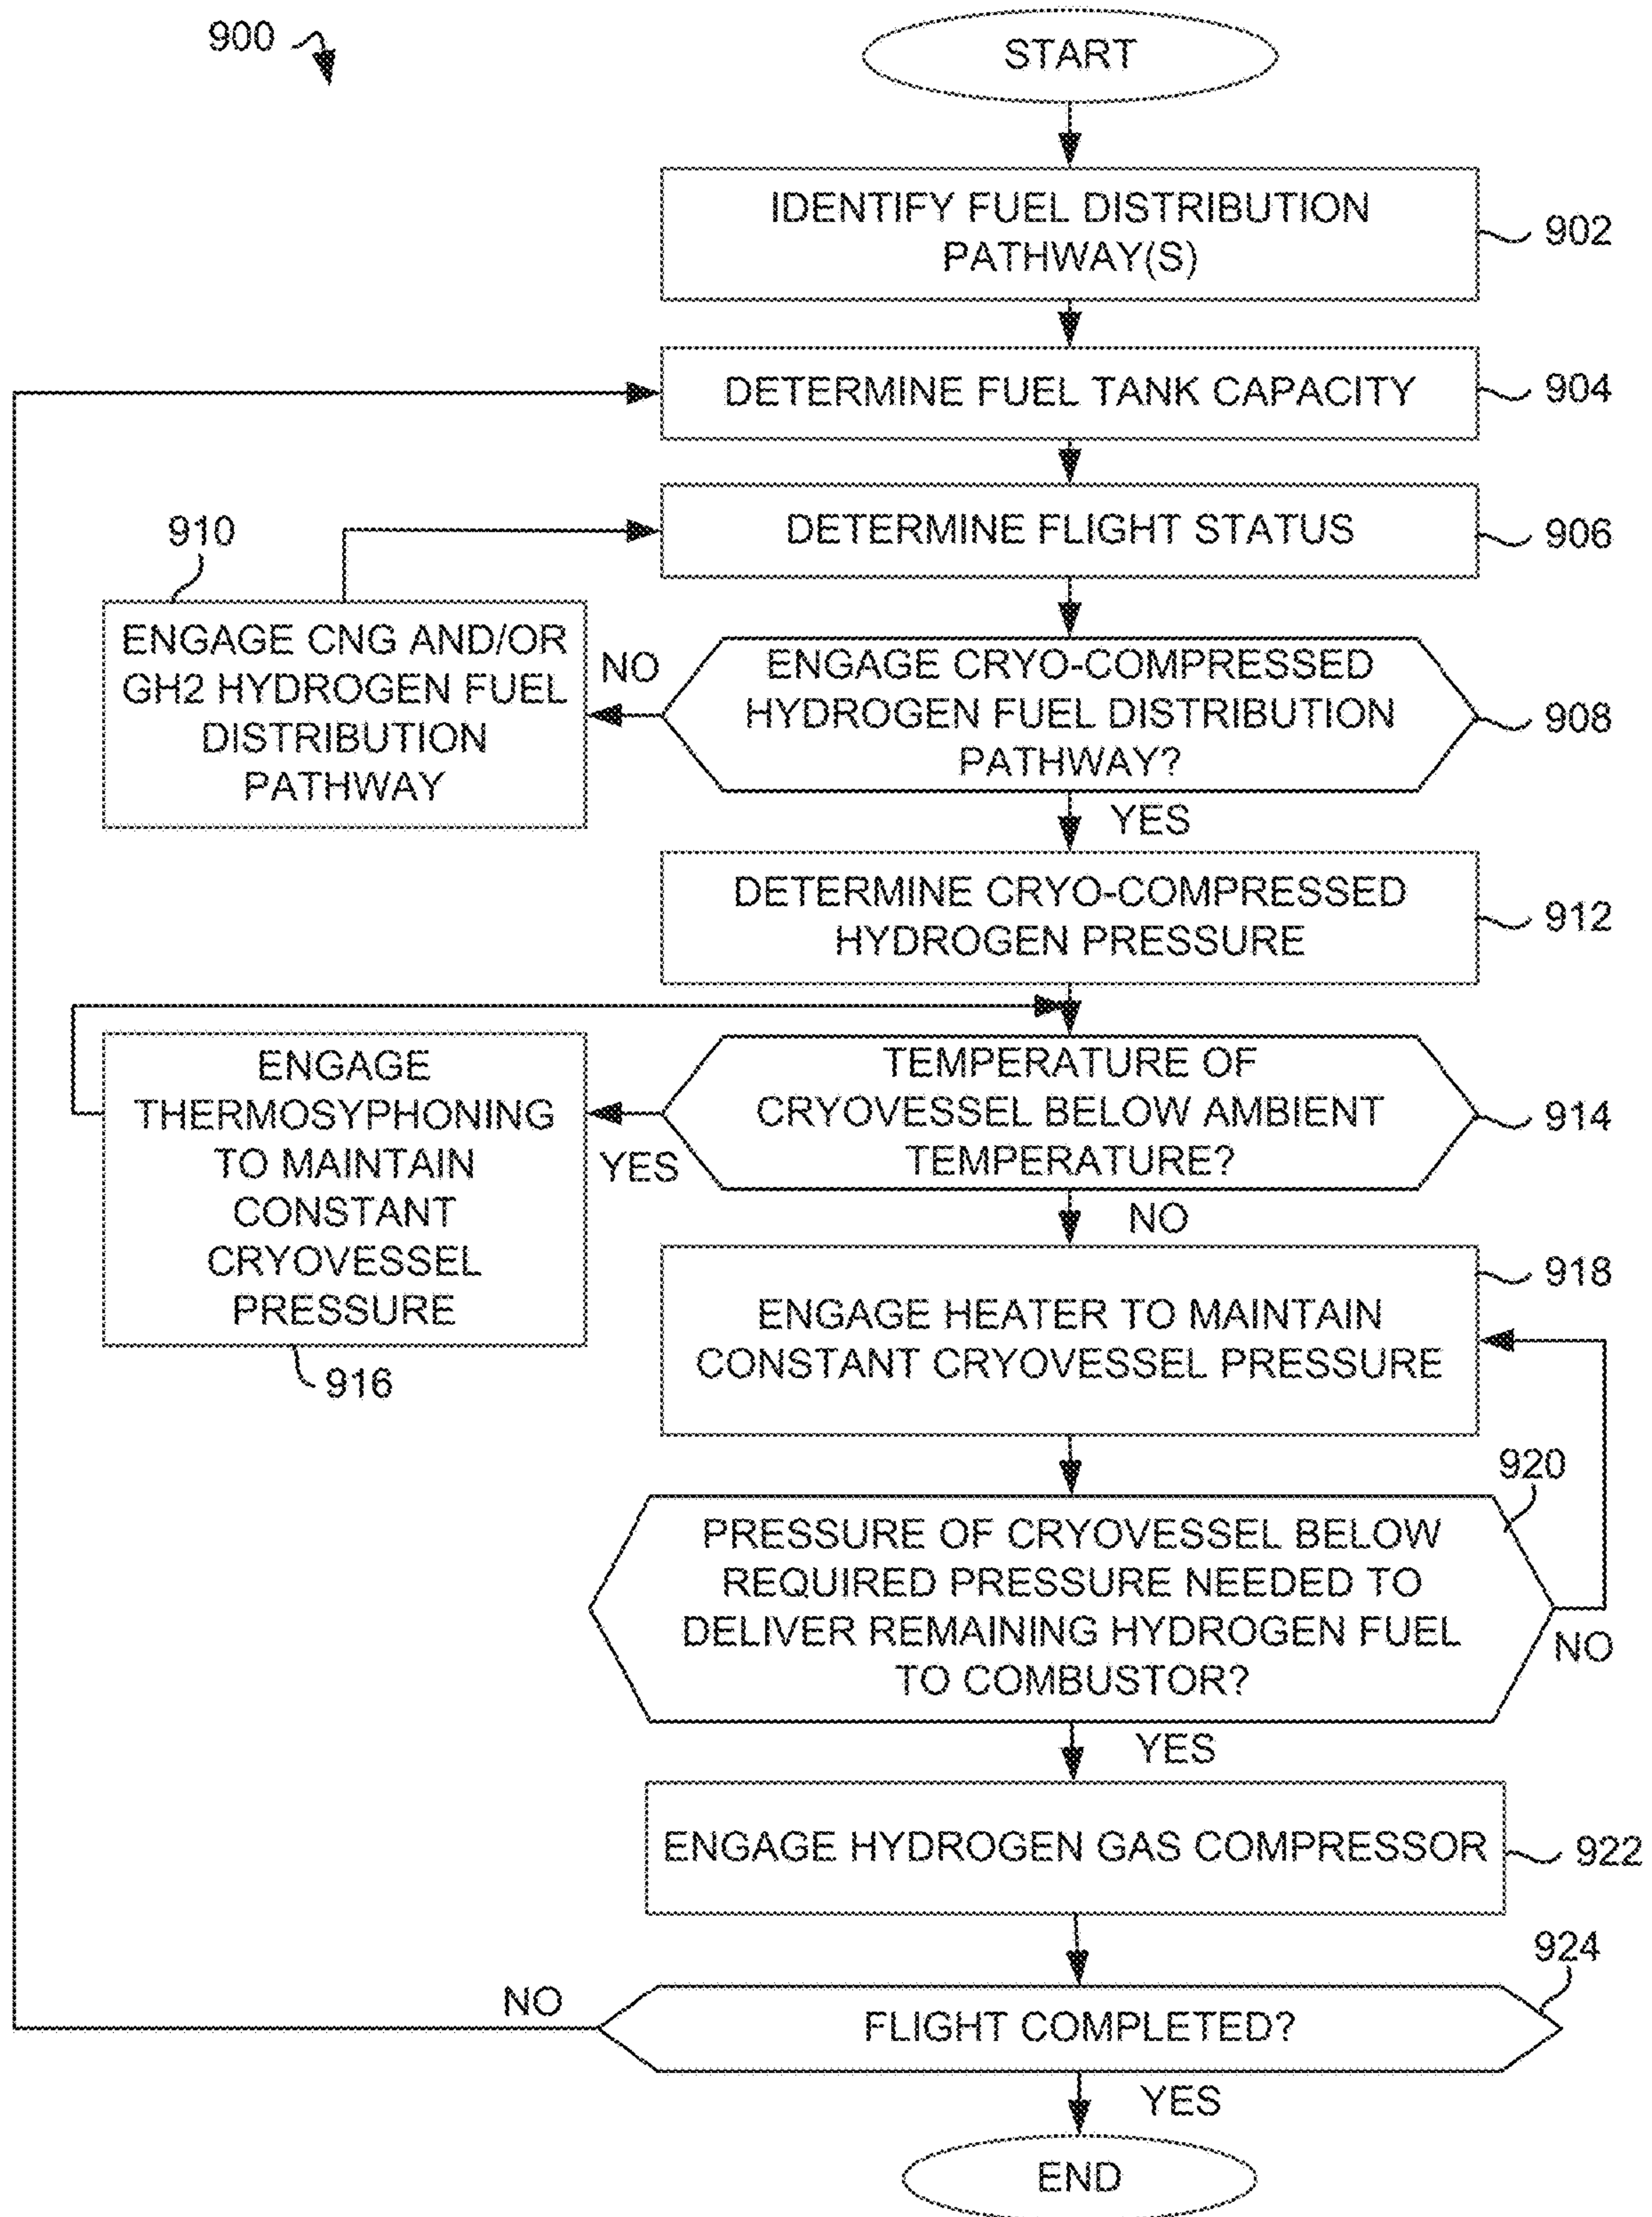 900
START
IDENTIFY FUEL DISTRIBUTION
PATHWAY(S)
902
DETERMINE FUEL TANK CAPACITY
904
DETERMINE FLIGHT STATUS
906
910
ENGAGE CNG AND/OR
GH2 HYDROGEN FUEL
DISTRIBUTION
PATHWAY
NO
ENGAGE CRYO-COMPRESSED
HYDROGEN FUEL DISTRIBUTION
PATHWAY?
908
YES
DETERMINE CRYO-COMPRESSED
HYDROGEN PRESSURE
912
TEMPERATURE OF
CRYOVESSEL BELOW AMBIENT
TEMPERATURE?
914
YES
ENGAGE
THERMOSYPHONING
TO MAINTAIN
CONSTANT
CRYOVESSEL
PRESSURE
916
NO
918
ENGAGE HEATER TO MAINTAIN
CONSTANT CRYOVESSEL PRESSURE
920
PRESSURE OF CRYOVESSEL BELOW
REQUIRED PRESSURE NEEDED TO
DELIVER REMAINING HYDROGEN FUEL
TO COMBUSTOR?
NO
YES
ENGAGE HYDROGEN GAS COMPRESSOR
922
924
NO
FLIGHT COMPLETED?
YES
END